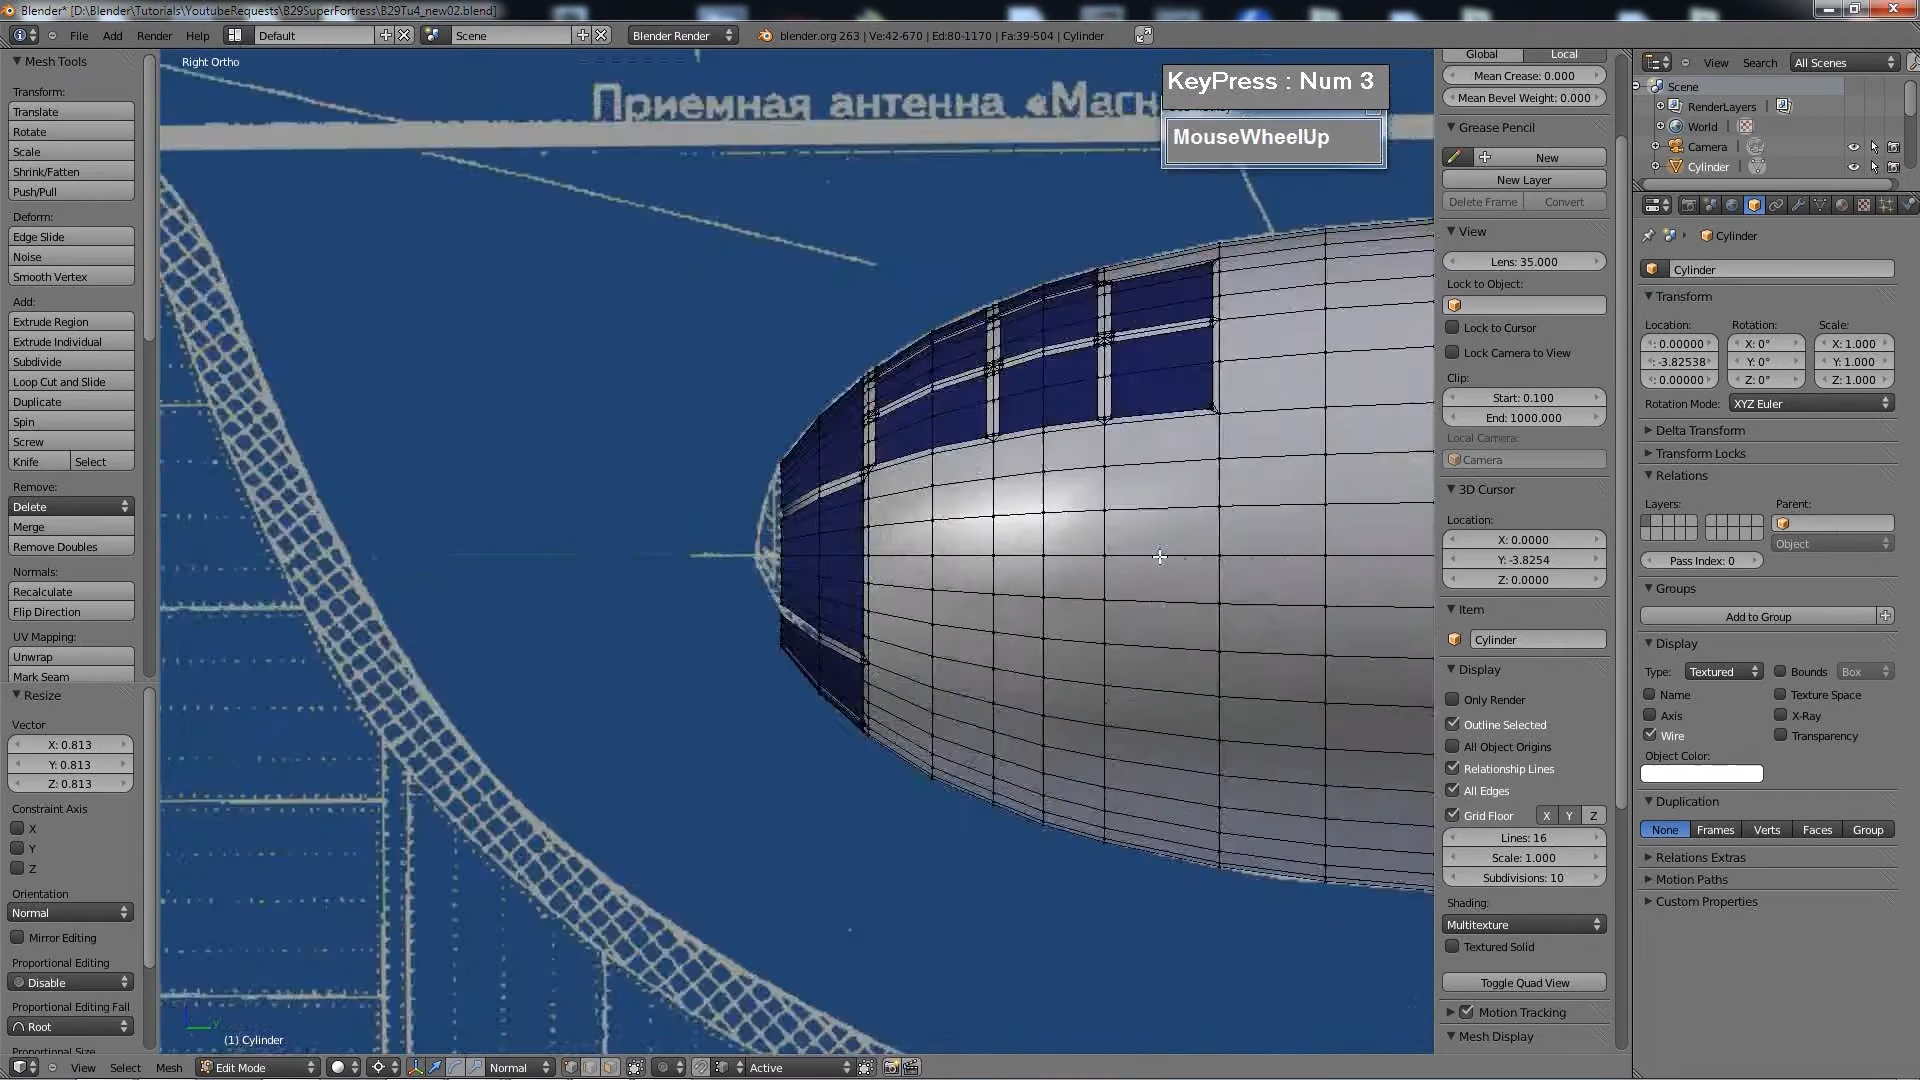 Blender* [D:\Blender\Tutorials\YoutubeRequests\B29SuperFortress\B29Tu4_new02.blend]
File Add Render Help Default Scene Blender Render blender.org 263 | Ve:42-670 | Ed:80-1170 | Fa:39-504 | Cylinder
Mesh Tools
Transform:
Translate
Rotate
Scale
Shrink/Fatten
Push/Pull
Deform:
Edge Slide
Noise
Smooth Vertex
Add:
Extrude Region
Extrude Individual
Subdivide
Loop Cut and Slide
Duplicate
Spin
Screw
Knife Select
Remove:
Delete
Merge
Remove Doubles
Normals:
Recalculate
Flip Direction
UV Mapping:
Unwrap
Mark Seam
Resize
Vector
X: 0.813
Y: 0.813
Z: 0.813
Constraint Axis
X
Y
Z
Orientation
Normal
Mirror Editing
Proportional Editing
Disable
Proportional Editing Fall
Root
Proportional Size
Right Ortho
Приемная антенна «Магн
KeyPress : Num 3
MouseWheelUp
(1) Cylinder
View Select Mesh Edit Mode Normal Active
Global Local
Mean Crease: 0.000
Mean Bevel Weight: 0.000
Grease Pencil
New
New Layer
Delete Frame Convert
View
Lens: 35.000
Lock to Object:
Lock to Cursor
Lock Camera to View
Clip:
Start: 0.100
End: 1000.000
Local Camera:
Camera
3D Cursor
Location:
X: 0.0000
Y: -3.8254
Z: 0.0000
Item
Cylinder
Display
Only Render
Outline Selected
All Object Origins
Relationship Lines
All Edges
Grid Floor X Y Z
Lines: 16
Scale: 1.000
Subdivisions: 10
Shading:
Multitexture
Textured Solid
Toggle Quad View
Motion Tracking
Mesh Display
View Search All Scenes
Scene
RenderLayers
World
Camera
Cylinder
Cylinder
Cylinder
Transform
Location: Rotation: Scale:
: 0.00000 X: 0° X: 1.000
: -3.82538 Y: 0° Y: 1.000
: 0.00000 Z: 0° Z: 1.000
Rotation Mode: XYZ Euler
Delta Transform
Transform Locks
Relations
Layers: Parent:
Object
Pass Index: 0
Groups
Add to Group
Display
Type: Textured Bounds Box
Name Texture Space
Axis X-Ray
Wire Transparency
Object Color:
Duplication
None Frames Verts Faces Group
Relations Extras
Motion Paths
Custom Properties